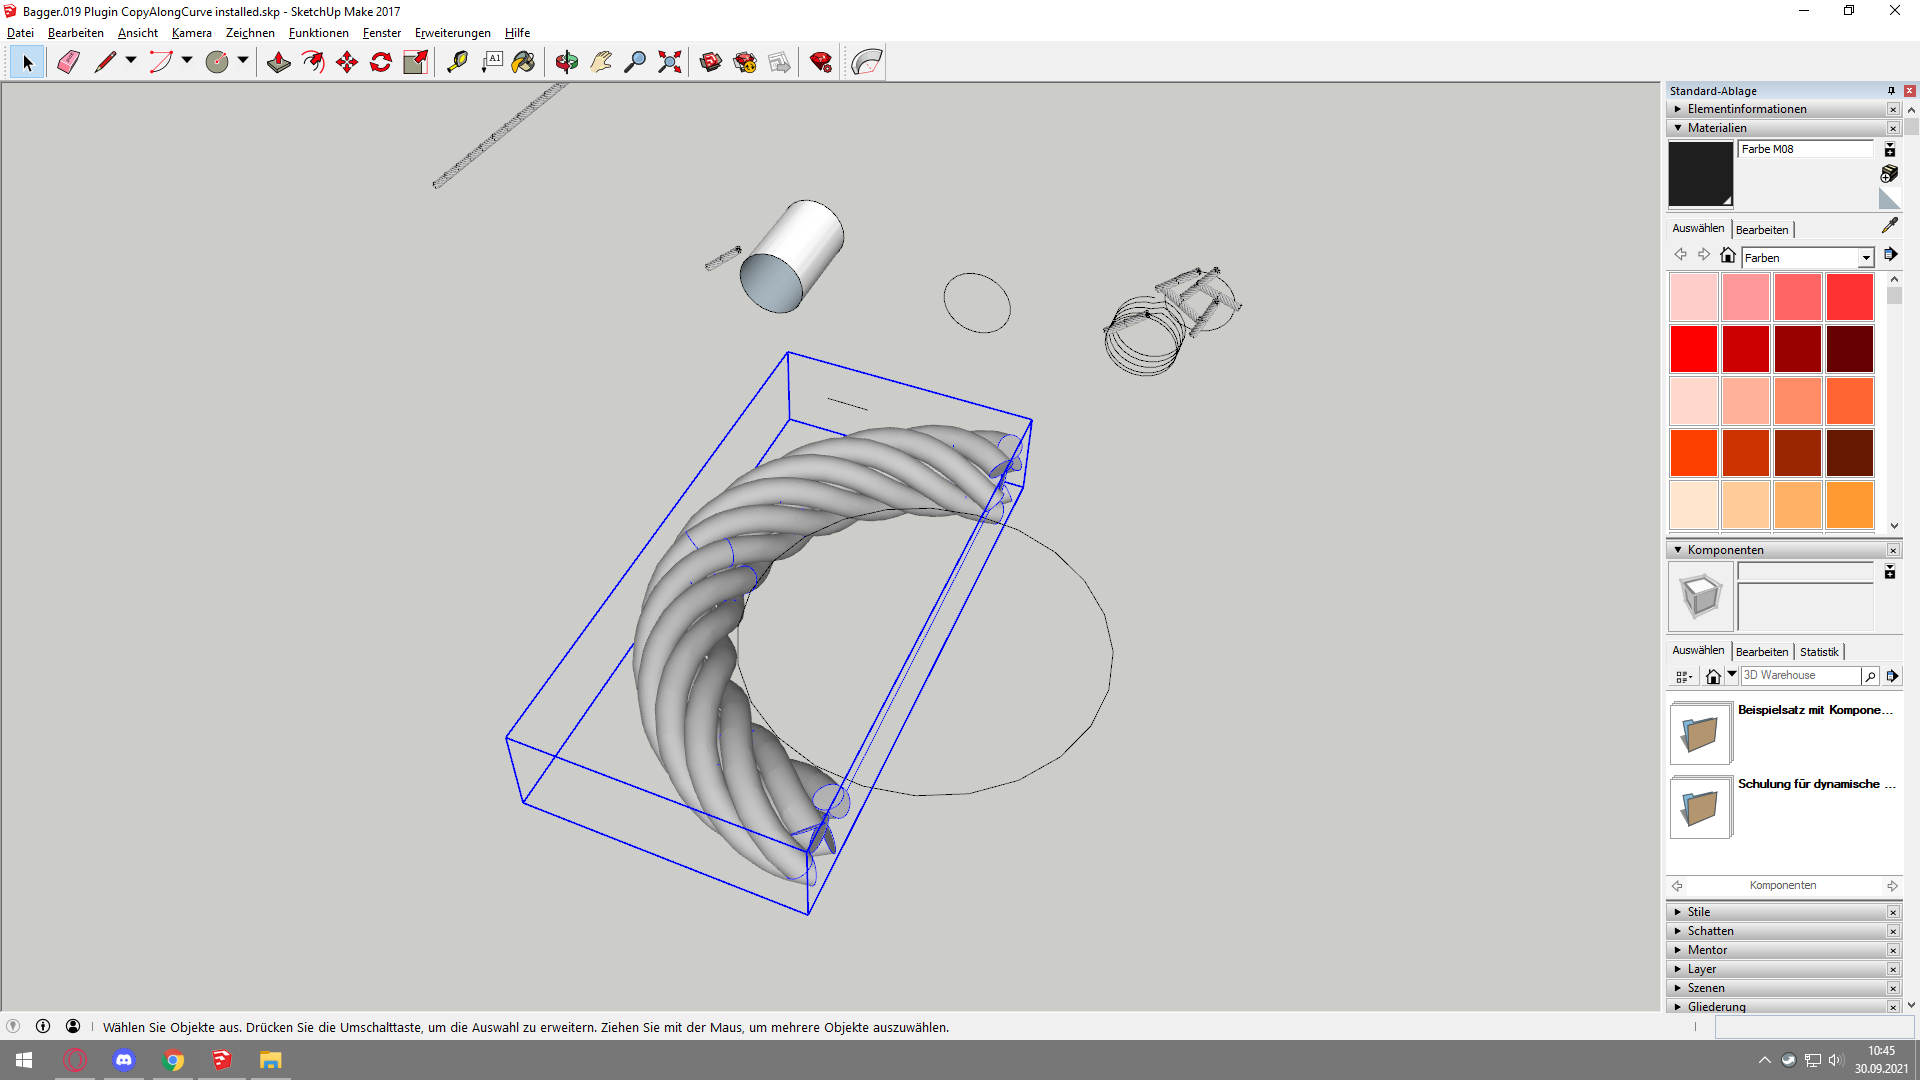 Bagger.019 Plugin CopyAlongCurve installed.skp - SketchUp Make 2017
Datei Bearbeiten Ansicht Kamera Zeichnen Funktionen Fenster Erweiterungen Hilfe
A1
Standard-Ablage
Elementinformationen
Materialien
Farbe M08
Auswählen Bearbeiten
Farben
Komponenten
Auswählen Bearbeiten Statistik
3D Warehouse
Beispielsatz mit Kompone...
Schulung für dynamische ...
Komponenten
Stile
Schatten
Mentor
Layer
Szenen
Gliederung
Wählen Sie Objekte aus. Drücken Sie die Umschalttaste, um die Auswahl zu erweitern. Ziehen Sie mit der Maus, um mehrere Objekte auszuwählen.
10:45
30.09.2021